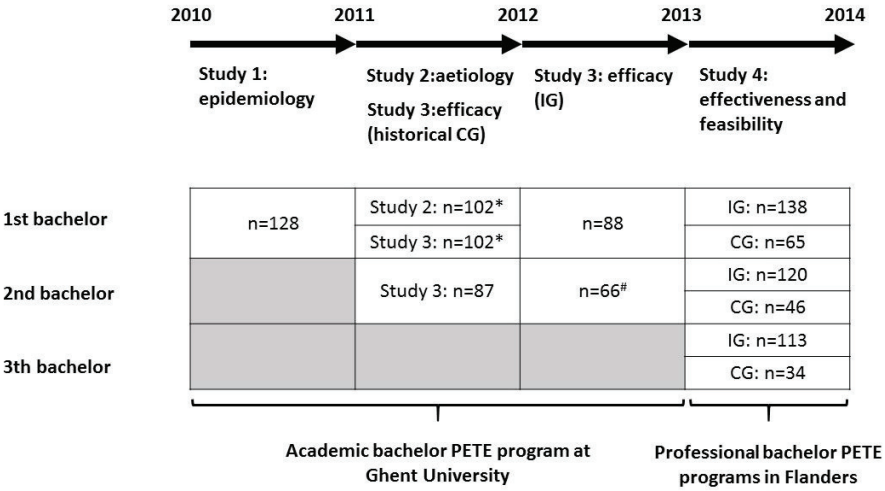 2010 2011 2012 2013 2014
Study 1:
epidemiology
Study 2:aetiology
Study 3:efficacy
(historical CG)
Study 3: efficacy
(IG)
Study 4:
effectiveness and
feasibility
1st bachelor
n=128
Study 2: n=102*
Study 3: n=102*
n=88
IG: n=138
CG: n=65
2nd bachelor
Study 3: n=87
n=66#
IG: n=120
CG: n=46
3th bachelor
IG: n=113
CG: n=34
Academic bachelor PETE program at
Ghent University
Professional bachelor PETE
programs in Flanders